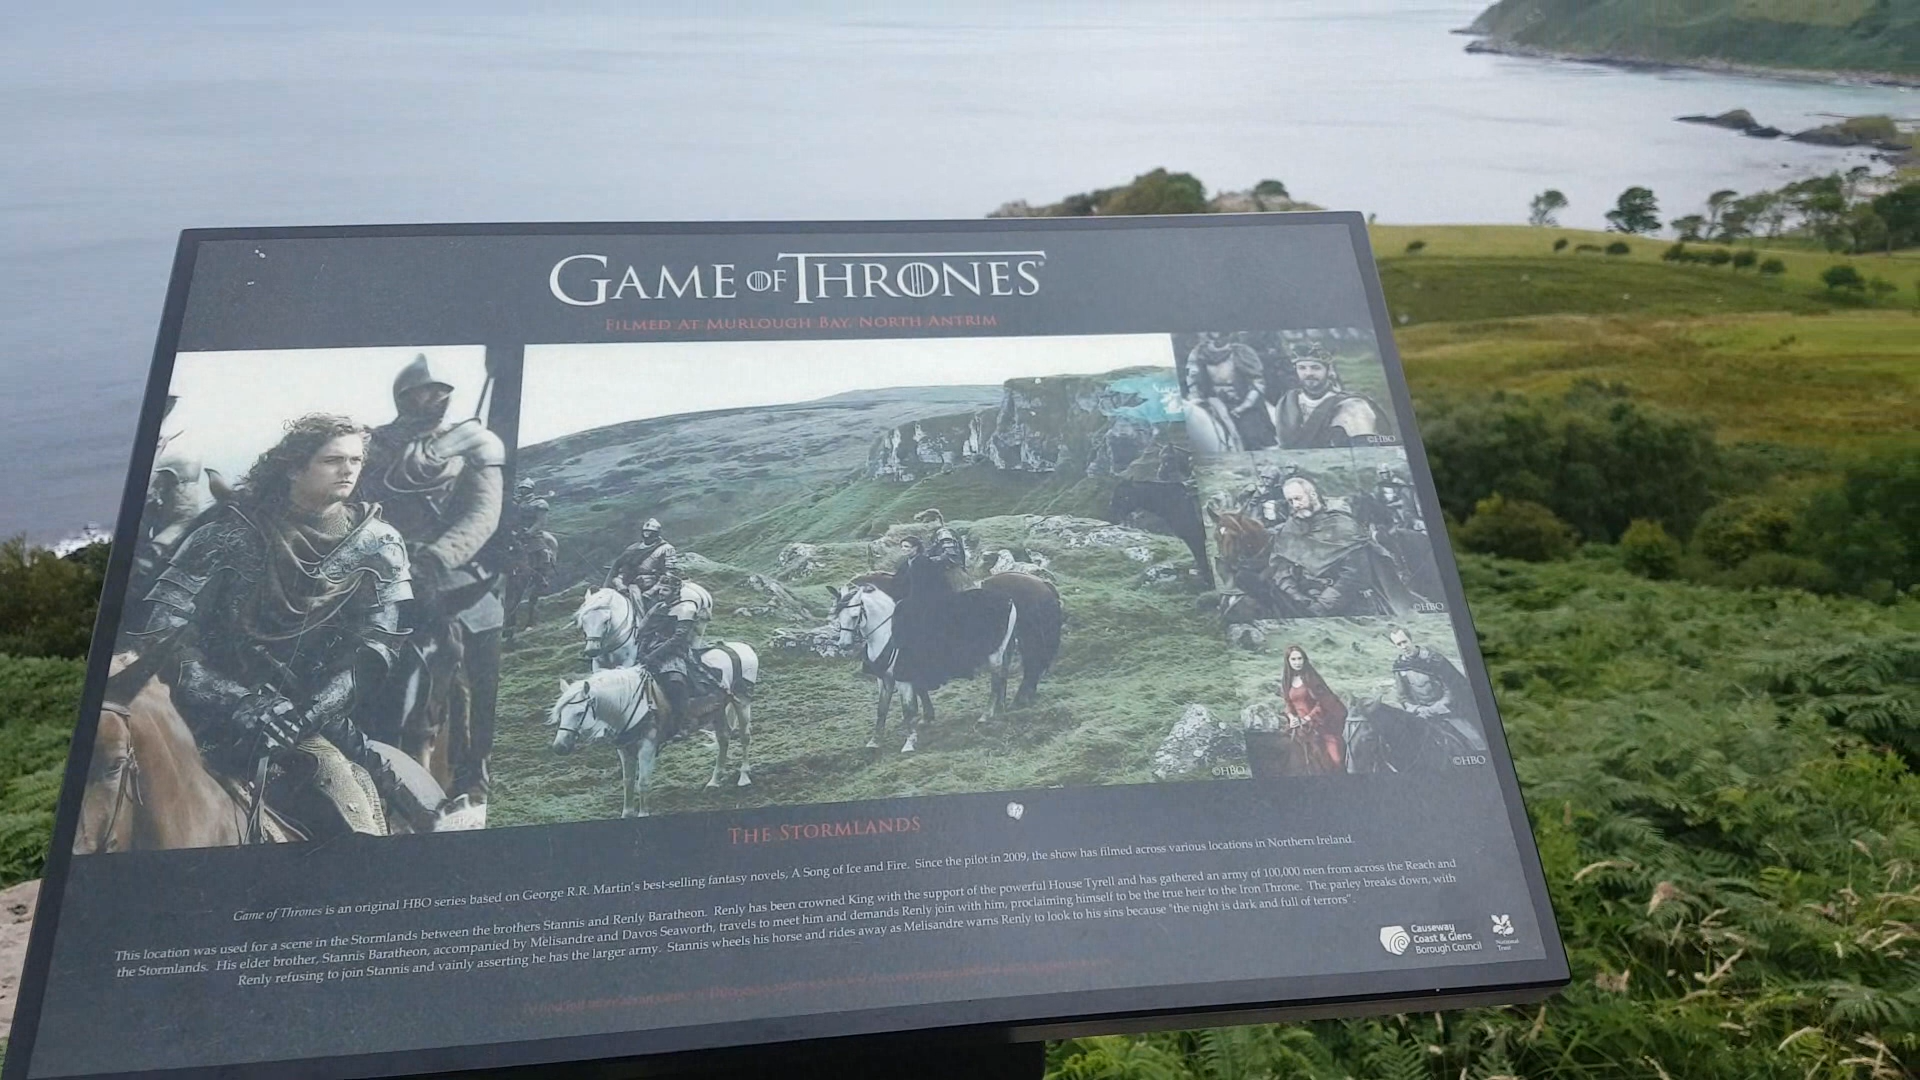 GAME OF THRONES®
FILMED AT MURLOUGH BAY, NORTH ANTRIM
©HBO
©HBO
©HBO
©HBO
THE STORMLANDS
Game of Thrones is an original HBO series based on George R.R. Martin's best-selling fantasy novels, A Song of Ice and Fire. Since the pilot in 2009, the show has filmed across various locations in Northern Ireland.
This location was used for a scene in the Stormlands between the brothers Stannis and Renly Baratheon. Renly has been crowned King with the support of the powerful House Tyrell and has gathered an army of 100,000 men from across the Reach and
the Stormlands. His elder brother, Stannis Baratheon, accompanied by Melisandre and Davos Seaworth, travels to meet him and demands Renly join with him, proclaiming himself to be the true heir to the Iron Throne. The parley breaks down, with
Renly refusing to join Stannis and vainly asserting he has the larger army. Stannis wheels his horse and rides away as Melisandre warns Renly to look to his sins because "the night is dark and full of terrors".
Causeway
Coast & Glens
Borough Council
National
Trust